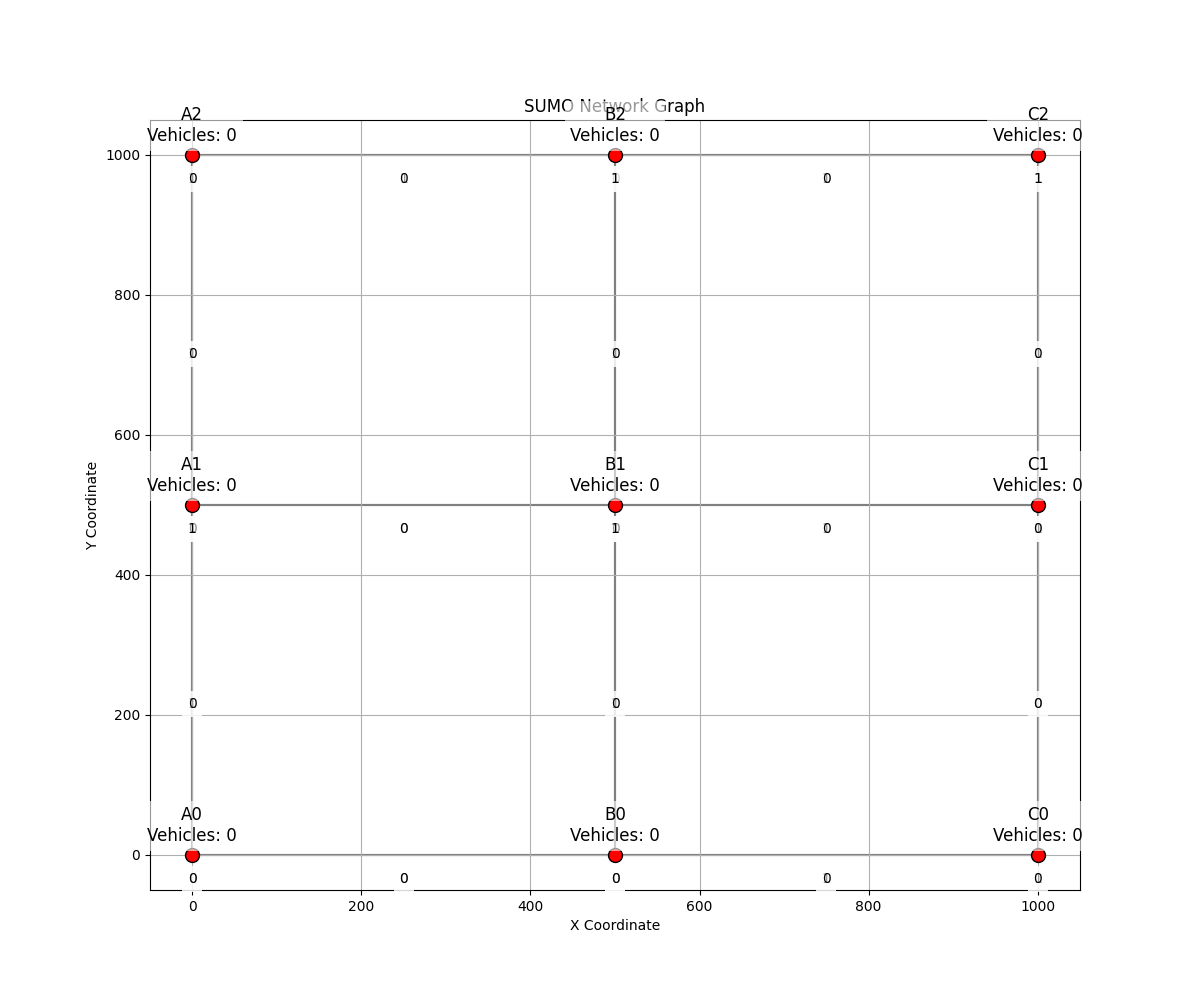 SUMO Network Graph
A2 B2 C2
Vehicles: 0 Vehicles: 0 Vehicles: 0
1000
0 0 1 0 1
800
0 0 0
600
A1 B1 C1
Vehicles: 0 Vehicles: 0 Vehicles: 0
1 0 1 0 0
Y Coordinate
400
200
0 0 0
A0 B0 C0
Vehicles: 0 Vehicles: 0 Vehicles: 0
0
0 0 0 0 0
0 200 400 600 800 1000
X Coordinate